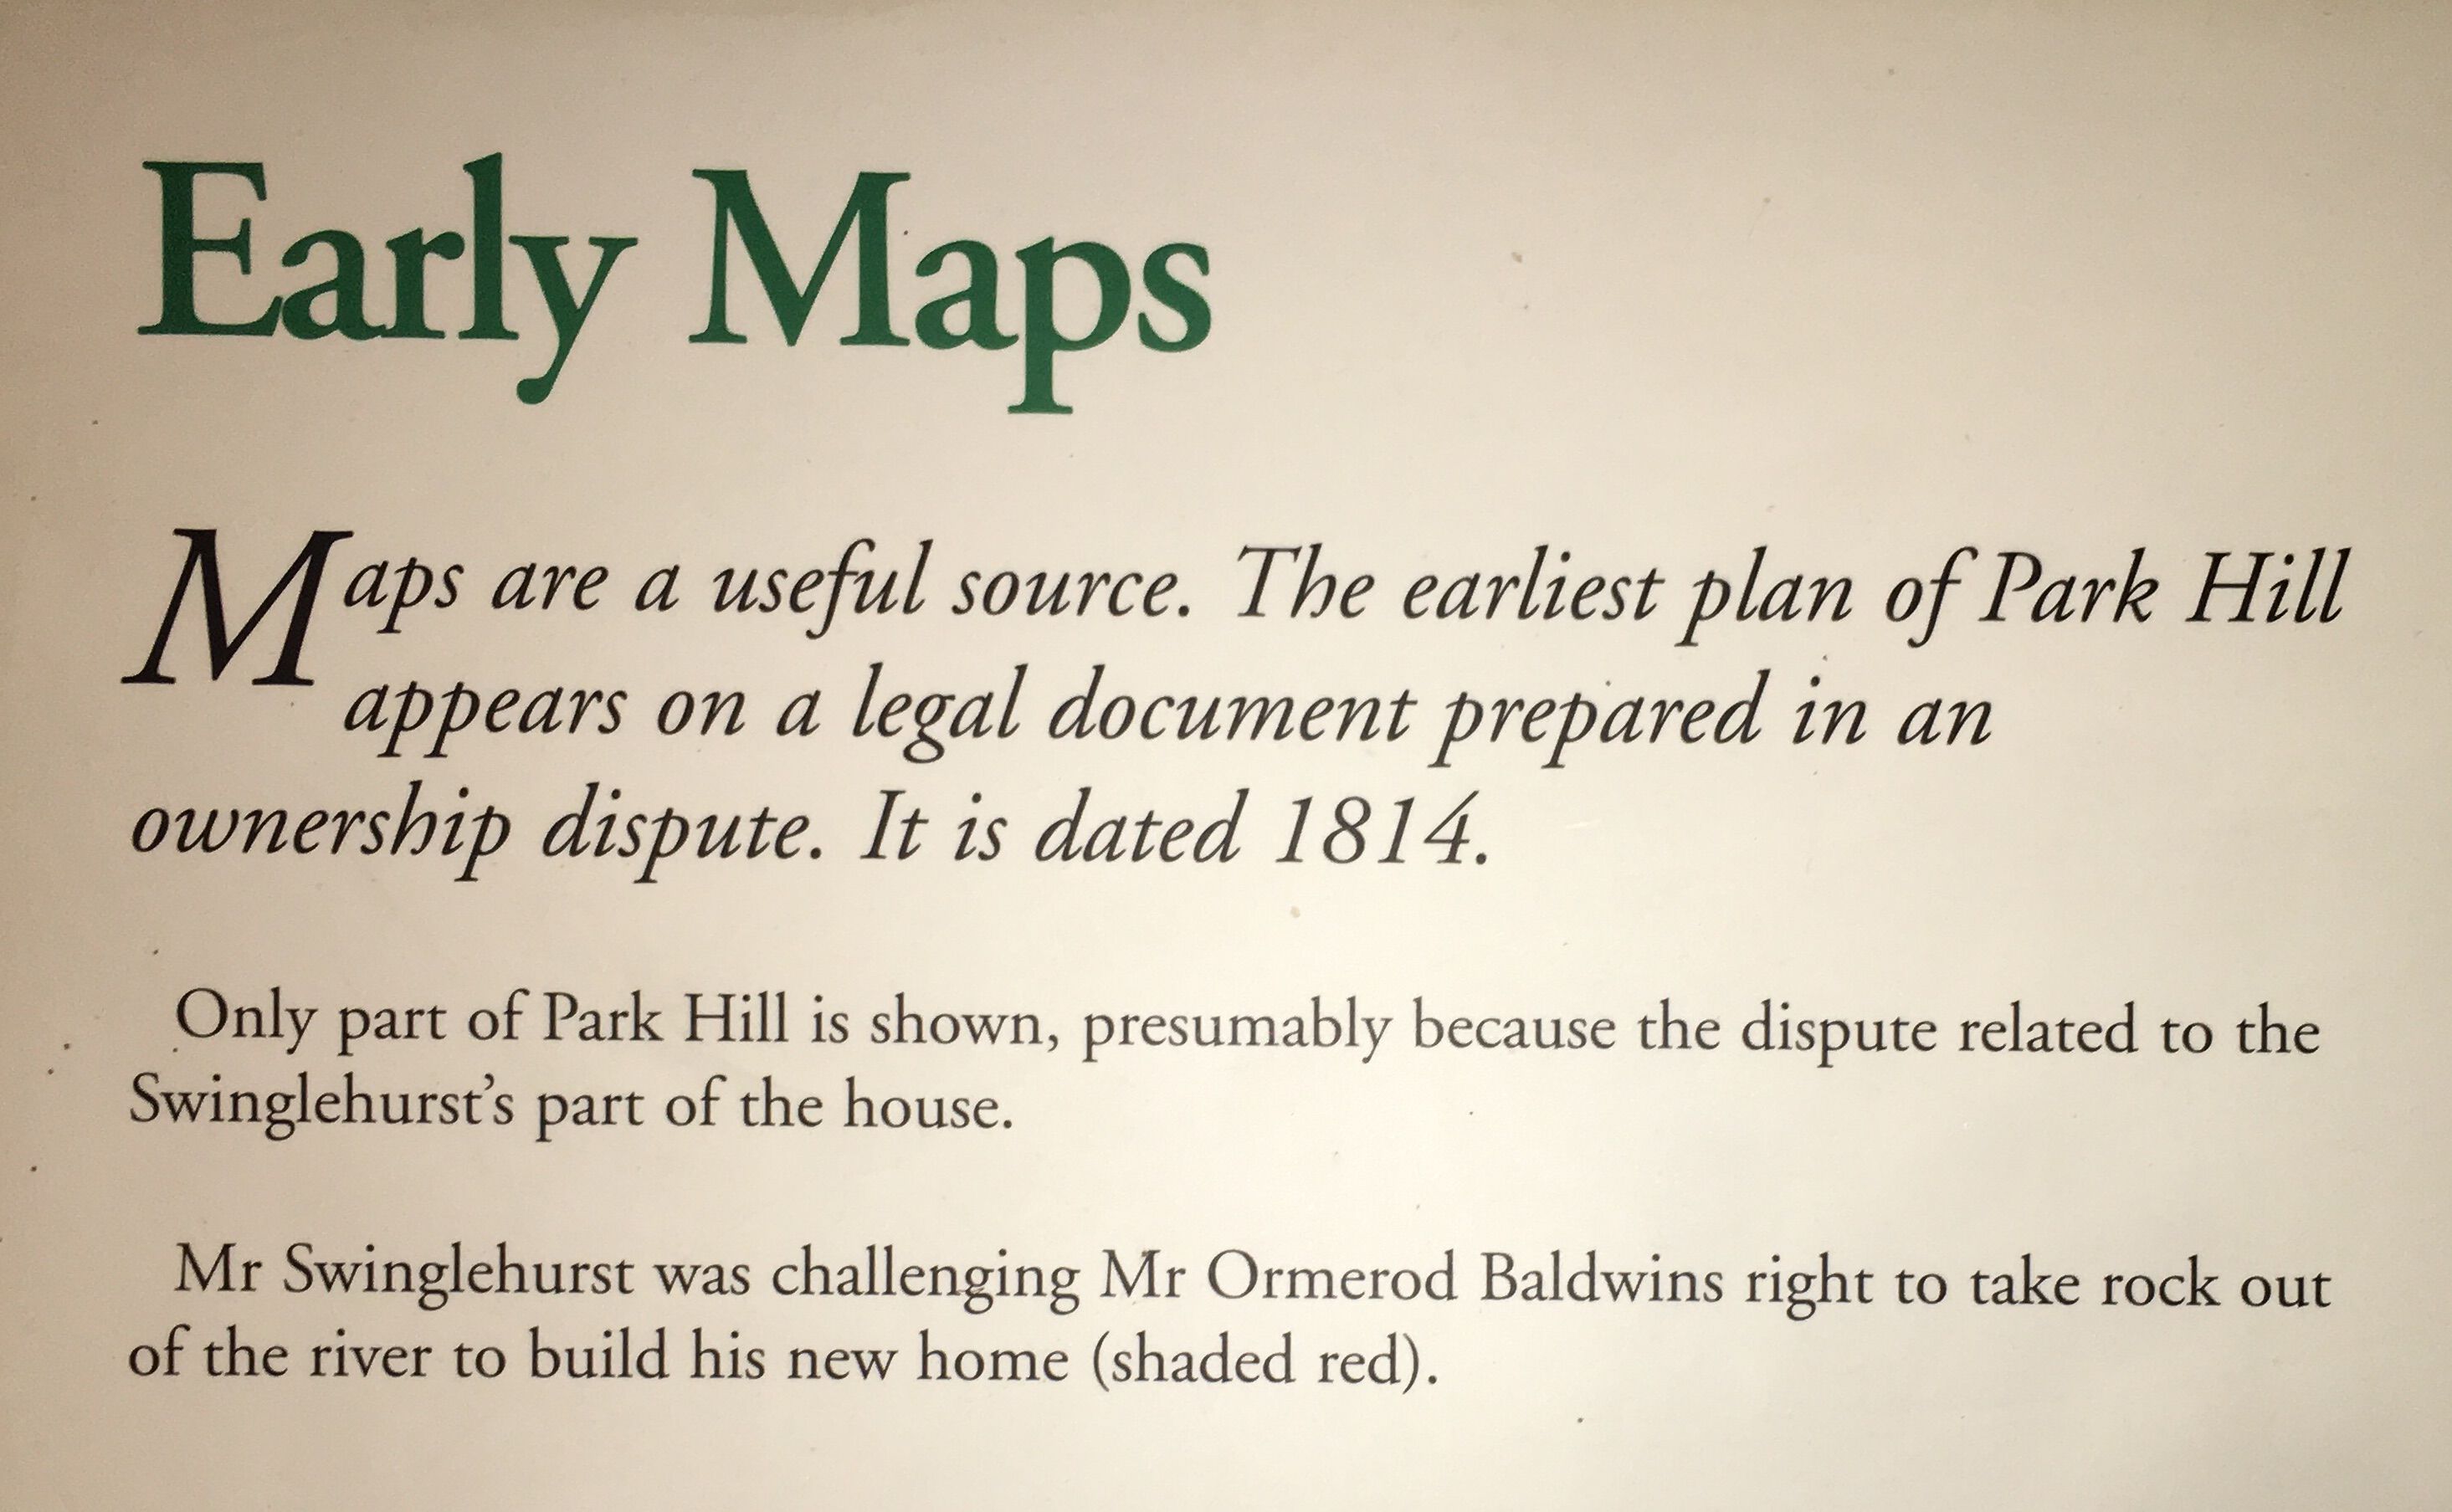 Early Maps
Maps are a useful source. The earliest plan of Park Hill
appears on a legal document prepared in an
ownership dispute. It is dated 1814.
Only part of Park Hill is shown, presumably because the dispute related to the
Swinglehurst’s part of the house.
Mr Swinglehurst was challenging Mr Ormerod Baldwins right to take rock out
of the river to build his new home (shaded red).